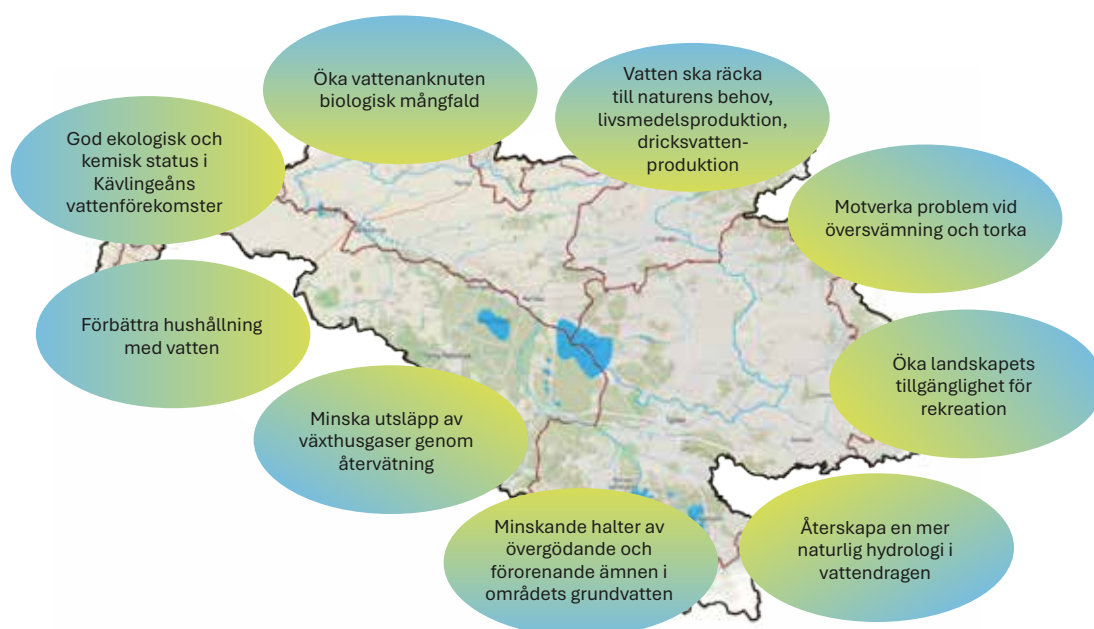 Öka vattenanknuten
biologisk mångfald
Vatten ska räcka
till naturens behov,
livsmedelsproduktion,
dricksvatten-
produktion
God ekologisk och
kemisk status i
Kävlingeåns
vattenförekomster
Motverka problem vid
översvämning och torka
Förbättra hushållning
med vatten
Öka landskapets
tillgänglighet för
rekreation
Minska utsläpp av
växthusgaser genom
återvätning
Minskande halter av
övergödande och
förorenande ämnen i
områdets grundvatten
Återskapa en mer
naturlig hydrologi i
vattendragen